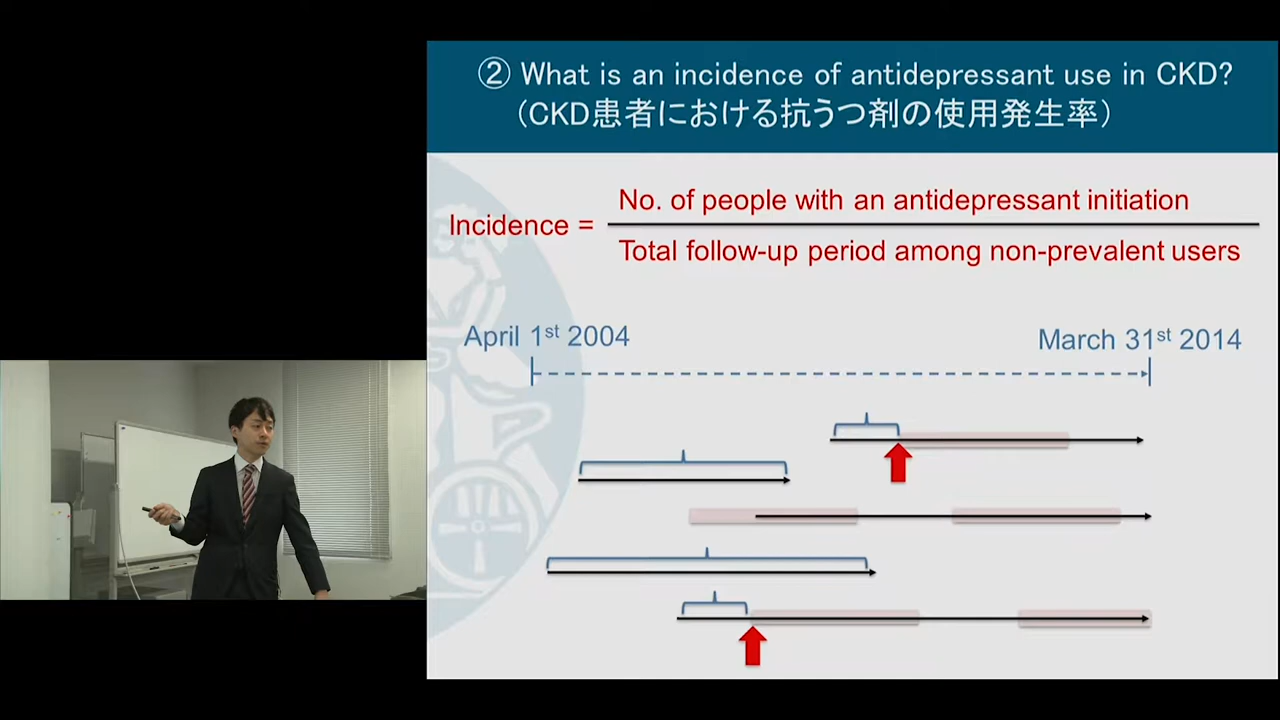 ② What is an incidence of antidepressant use in CKD?
（CKD患者における抗うつ剤の使用発生率）
No. of people with an antidepressant initiation
Incidence =
Total follow-up period among non-prevalent users
April 1st 2004
March 31st 2014